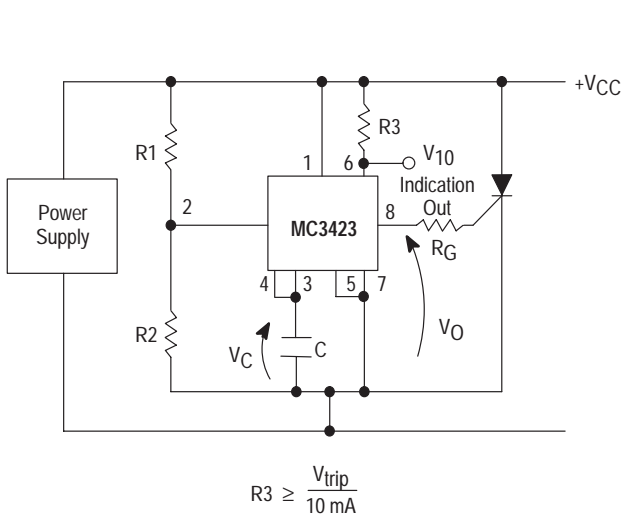 +VCC
R3
R1
1
6
V10
Indication
Out
2
8
Power
Supply
MC3423
RG
4
3
5
7
R2
VC
C
VO
R3 ≥ Vtrip
10 mA